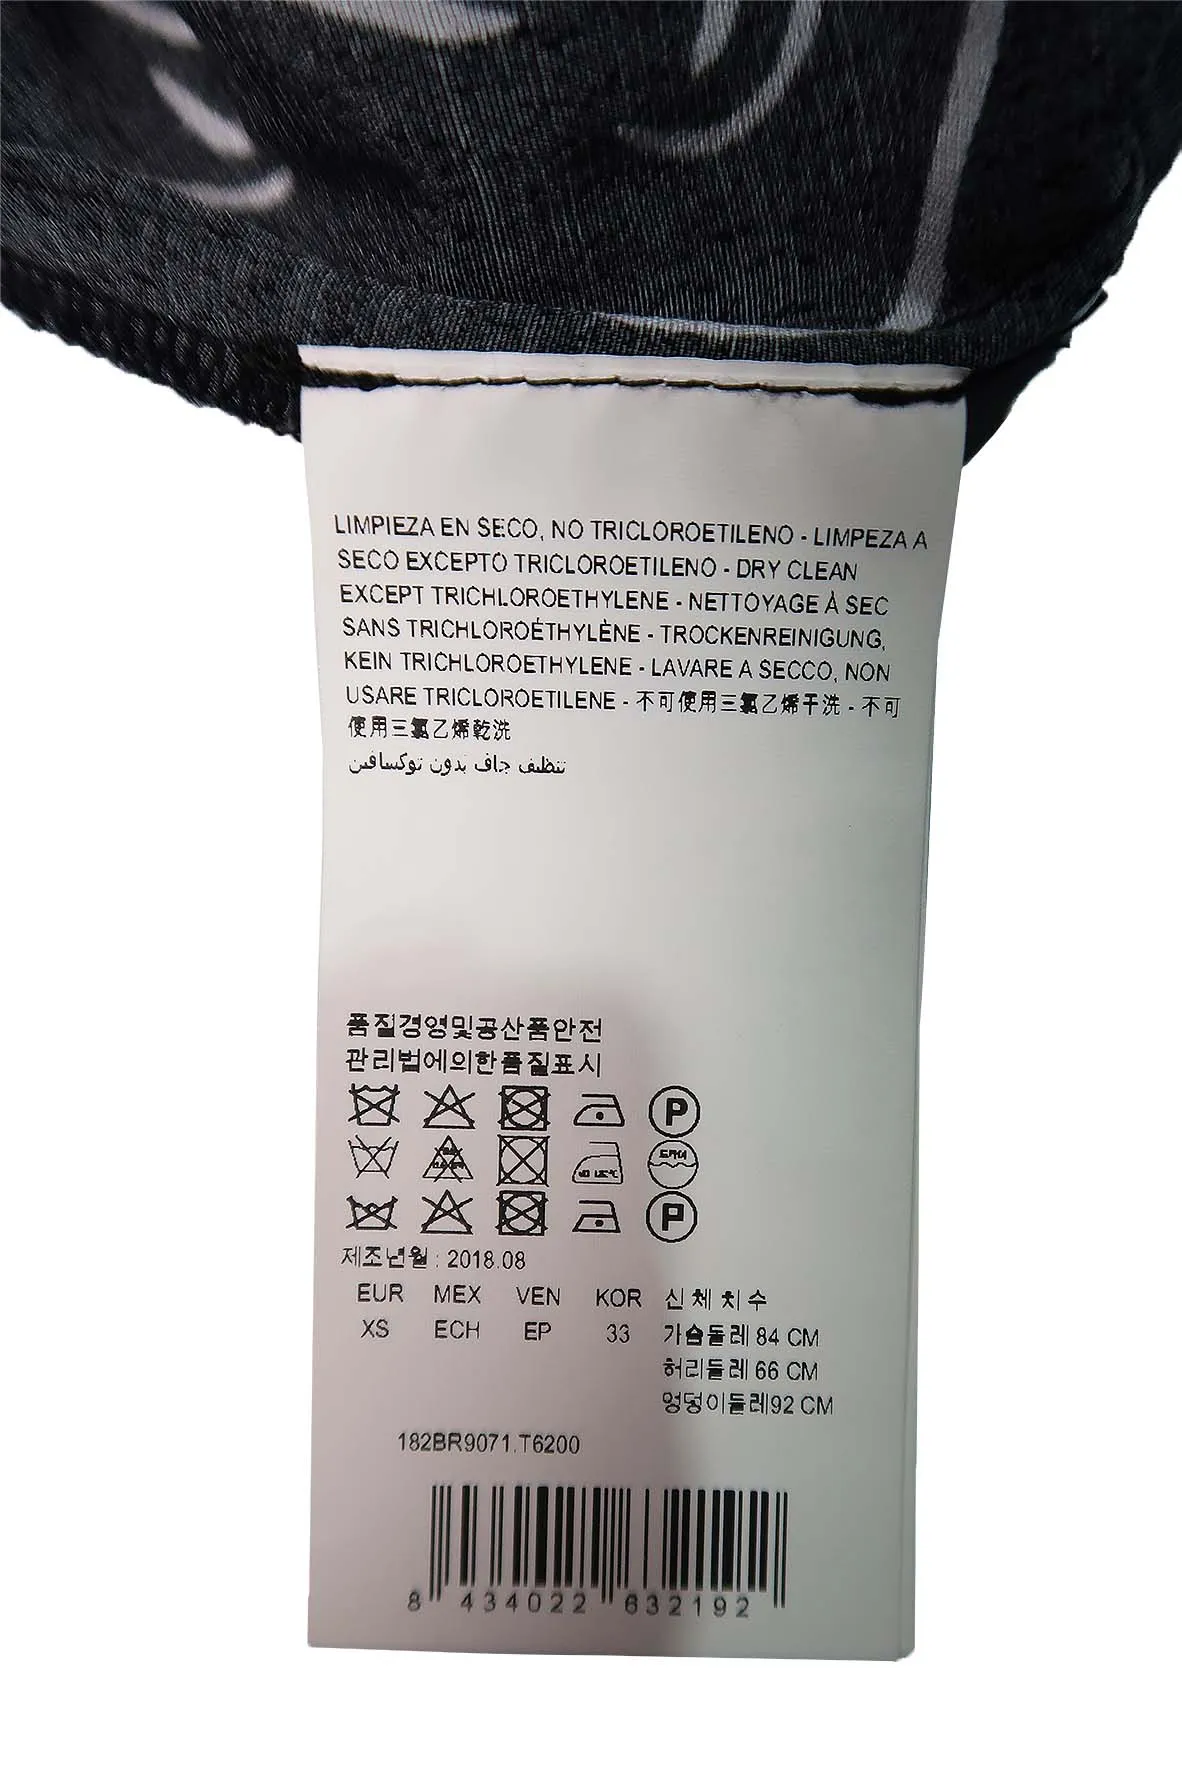 LIMPIEZA EN SECO, NO TRICLOROETILENO - LIMPEZA A
SECO EXCEPTO TRICLOROETILENO - DRY CLEAN
EXCEPT TRICHLOROETHYLENE - NETTOYAGE À SEC
SANS TRICHLOROÉTHYLÈNE - TROCKENREINIGUNG,
KEIN TRICHLOROETHYLENE - LAVARE A SECCO, NON
USARE TRICLOROETILENE - 不可使用三氯乙烯干洗 - 不可
使用三氯乙烯乾洗
تنظيف جاف بدون توكسافين
품질경영및공산품안전
관리법에의한품질표시
P
드라이
P
제조년월 : 2018.08
EUR MEX VEN KOR 신체치수
XS ECH EP 33 가슴둘레 84 CM
허리둘레 66 CM
엉덩이둘레92 CM
182BR9071.T6200
8 434022 632192